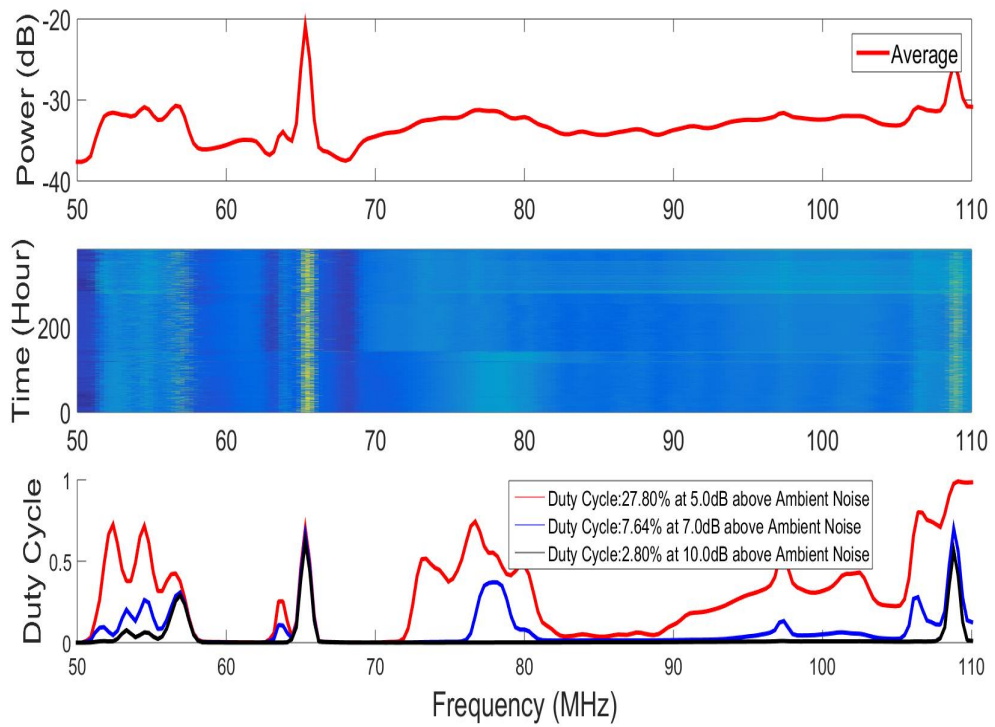 Power (dB)
-20
-30
-40
Average
50 60 70 80 90 100 110
Time (Hour)
200
0
50 60 70 80 90 100 110
Duty Cycle
1
0.5
0
Duty Cycle:27.80% at 5.0dB above Ambient Noise
Duty Cycle:7.64% at 7.0dB above Ambient Noise
Duty Cycle:2.80% at 10.0dB above Ambient Noise
50 60 70 80 90 100 110
Frequency (MHz)